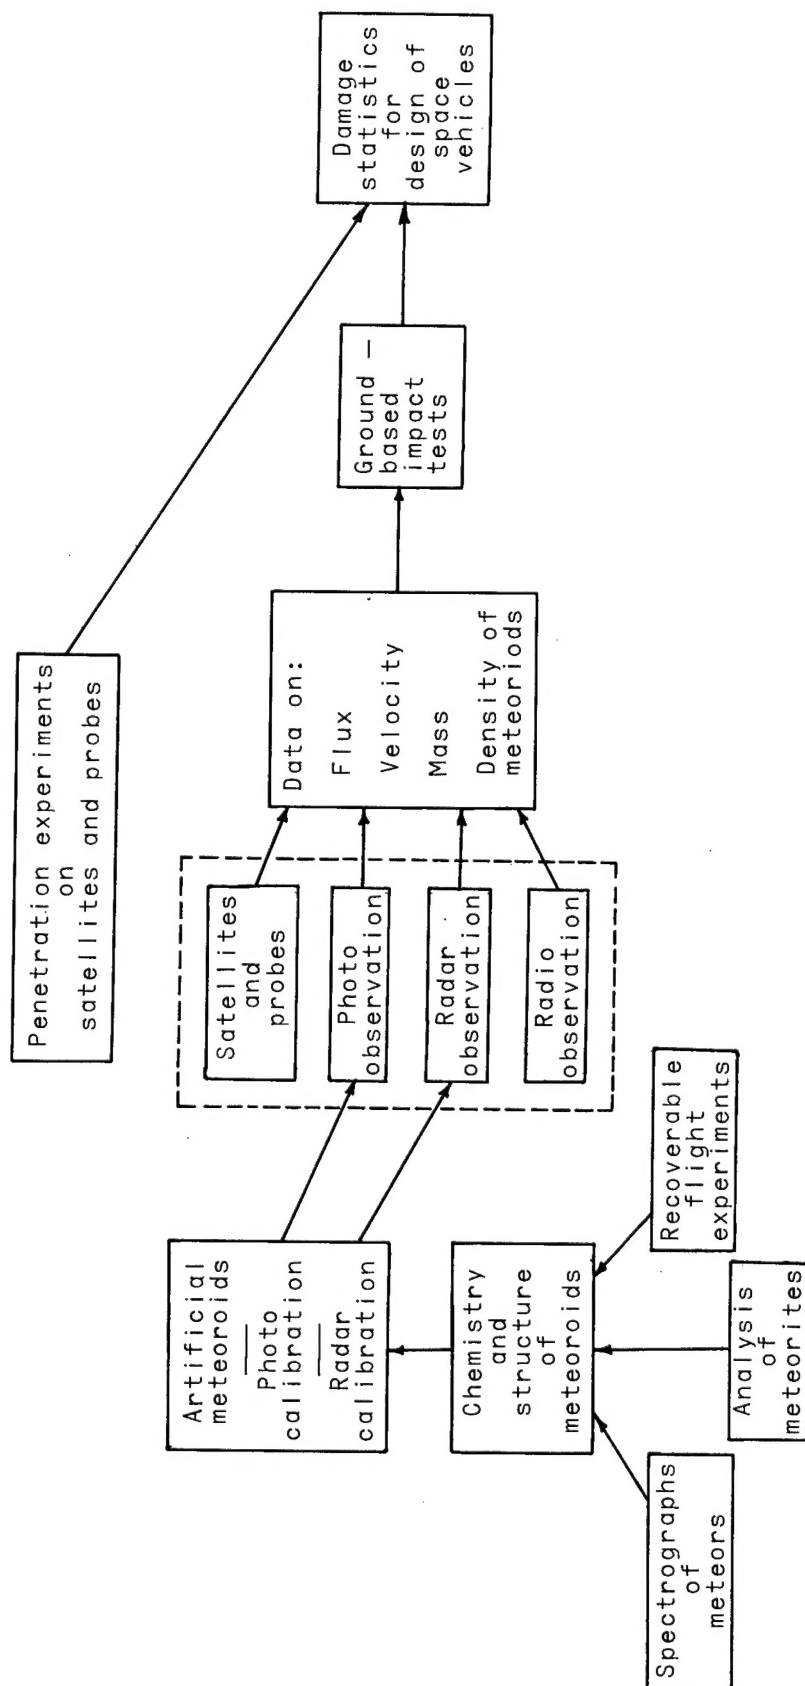 Penetration experiments
on
satellites and probes
Spectrographs
of
meteors
Analysis
of
meteorites
Recoverable
flight
experiments
Chemistry
and
structure
of
meteoroids
Artificial
meteoroids
Photo
calibration
Radar
calibration
Satellites
and
probes
Photo
observation
Radar
observation
Radio
observation
Data on:
Flux
Velocity
Mass
Density of
meteoriods
Ground —
based
impact
tests
Damage
statistics
for
design of
space
vehicles